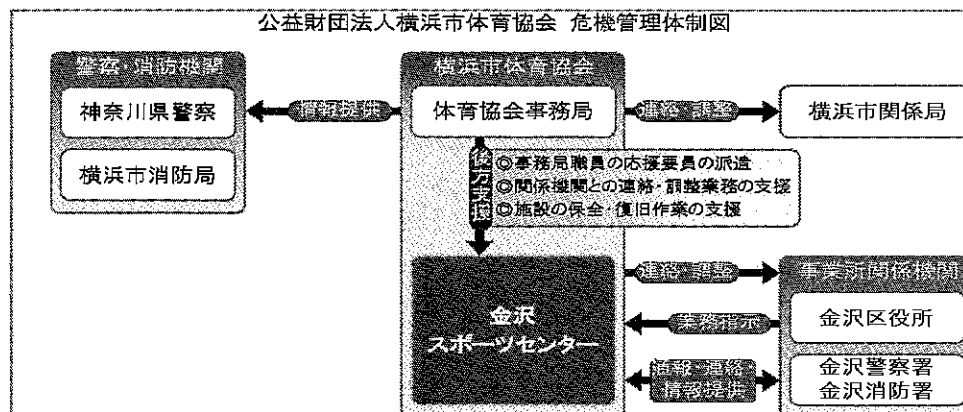 公益財団法人横浜市体育協会 危機管理体制図
警察・消防機関
神奈川県警察
横浜市消防局
情報提供
横浜市体育協会
体育協会事務局
連絡・調整
横浜市関係局
後方支援
◎事務局職員の応援要員の派遣
◎関係機関との連絡・調整業務の支援
◎施設の保全・復旧作業の支援
金沢
スポーツセンター
連絡・調整
業務指示
通報・連絡
情報提供
事業所関係機関
金沢区役所
金沢警察署
金沢消防署